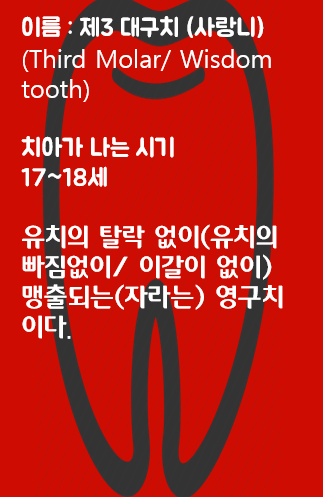 이름 : 제3 대구치 (사랑니)
(Third Molar/ Wisdom
tooth)
치아가 나는 시기
17~18세
유치의 탈락 없이(유치의
빠짐없이/ 이갈이 없이)
맹출되는(자라는) 영구치
이다.